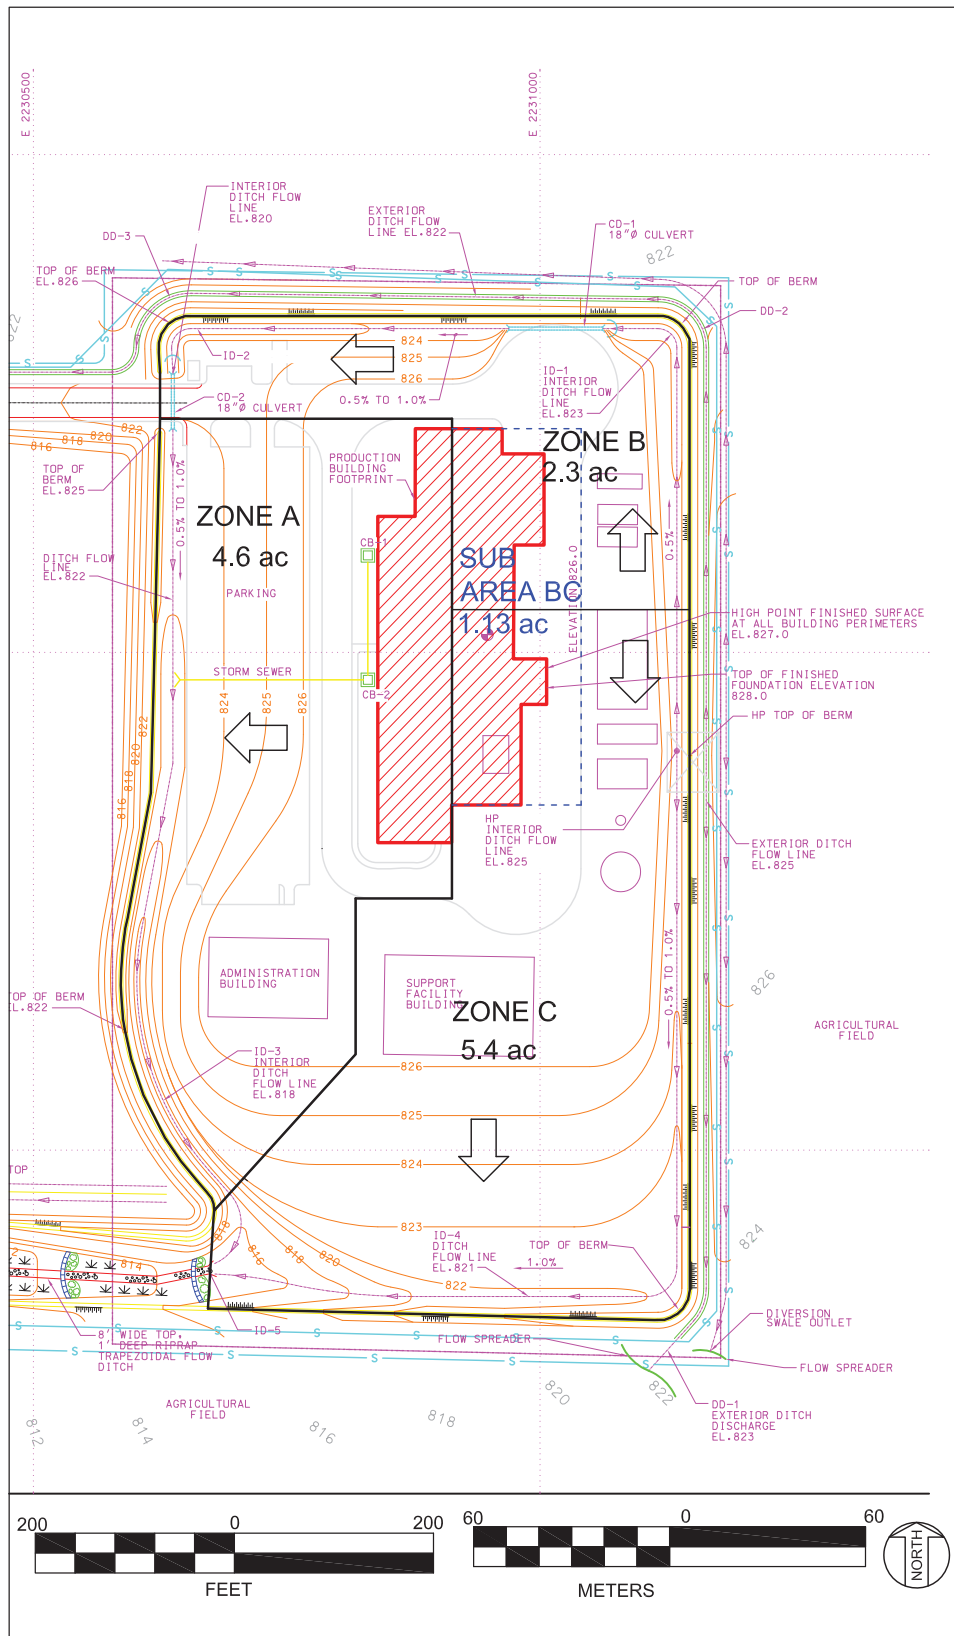 E 2230500
E 2231000
INTERIOR
DITCH FLOW
LINE
EL.820
EXTERIOR
DITCH FLOW
LINE EL.822
CD-1
18"Ø CULVERT
822
DD-3
TOP OF BERM
EL.826
TOP OF BERM
DD-2
822
ID-2
824
825
826
0.5% TO 1.0%
ID-1
INTERIOR
DITCH FLOW
LINE
EL.823
CD-2
18"Ø CULVERT
816
818
820
822
TOP OF
BERM
EL.825
0.5% TO 1.0%
PRODUCTION
BUILDING
FOOTPRINT
ZONE B
2.3 ac
ZONE A
4.6 ac
CB-1
0.5%
DITCH FLOW
LINE
EL.822
PARKING
SUB
AREA BC
1.13 ac
ELEVATION 826.0
HIGH POINT FINISHED SURFACE
AT ALL BUILDING PERIMETERS
EL.827.0
STORM SEWER
CB-2
TOP OF FINISHED
FOUNDATION ELEVATION
828.0
824
825
826
HP TOP OF BERM
822
820
818
816
HP
INTERIOR
DITCH FLOW
LINE
EL.825
EXTERIOR DITCH
FLOW LINE
EL.825
ADMINISTRATION
BUILDING
SUPPORT
FACILITY
BUILDING
0.5% TO 1.0%
826
TOP OF BERM
EL.822
ZONE C
5.4 ac
AGRICULTURAL
FIELD
ID-3
INTERIOR
DITCH
FLOW LINE
EL.818
826
825
824
TOP
823
818
816
818
820
822
814
ID-4
DITCH
FLOW LINE
EL.821
TOP OF BERM
1.0%
824
DIVERSION
SWALE OUTLET
8' WIDE TOP,
1' DEEP RIPRAP
TRAPEZOIDAL FLOW
DITCH
ID-5
FLOW SPREADER
FLOW SPREADER
AGRICULTURAL
FIELD
812
814
816
818
820
822
DD-1
EXTERIOR DITCH
DISCHARGE
EL.823
200 0 200
FEET
60 0 60
METERS
NORTH